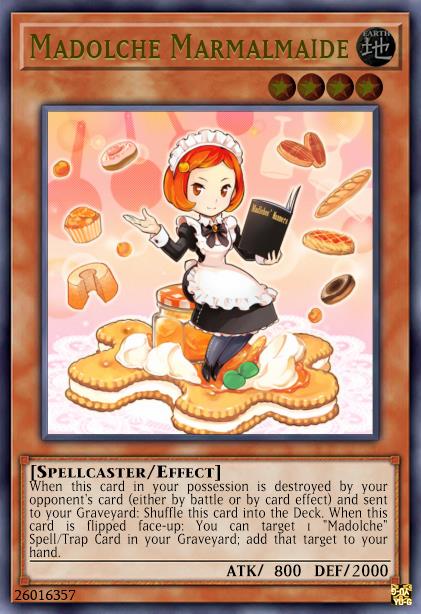 MADOLCHE MARMALMAIDE
EARTH
地
Madolche' Manners
[SPELLCASTER/EFFECT]
When this card in your possession is destroyed by your
opponent's card (either by battle or by card effect) and sent
to your Graveyard: Shuffle this card into the Deck. When this
card is flipped face-up: You can target 1 "Madolche"
Spell/Trap Card in your Graveyard; add that target to your
hand.
ATK/ 800 DEF/2000
26016357